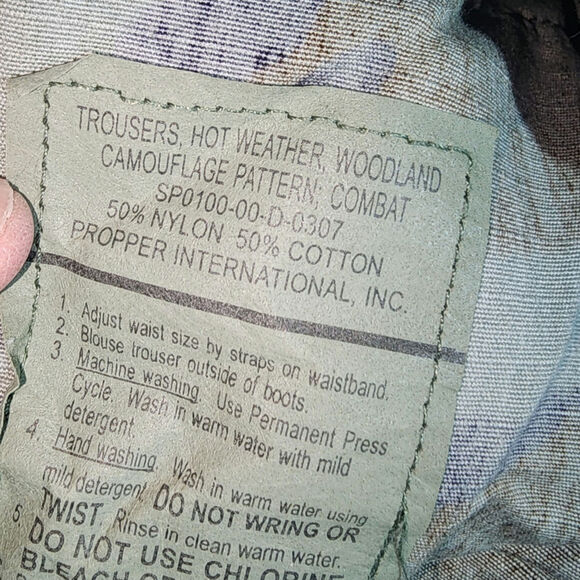 TROUSERS, HOT WEATHER, WOODLAND
CAMOUFLAGE PATTERN; COMBAT
SP0100-00-D-0307
50% NYLON 50% COTTON
PROPPER INTERNATIONAL, INC.
1. Adjust waist size by straps on waistband.
2. Blouse trouser outside of boots.
3. Machine washing. Use Permanent Press
Cycle. Wash in warm water with mild
detergent.
4. Hand washing. Wash in warm water using
mild detergent. DO NOT WRING OR
TWIST. Rinse in clean warm water.
5. DO NOT USE CHLORINE
BLEACH OR